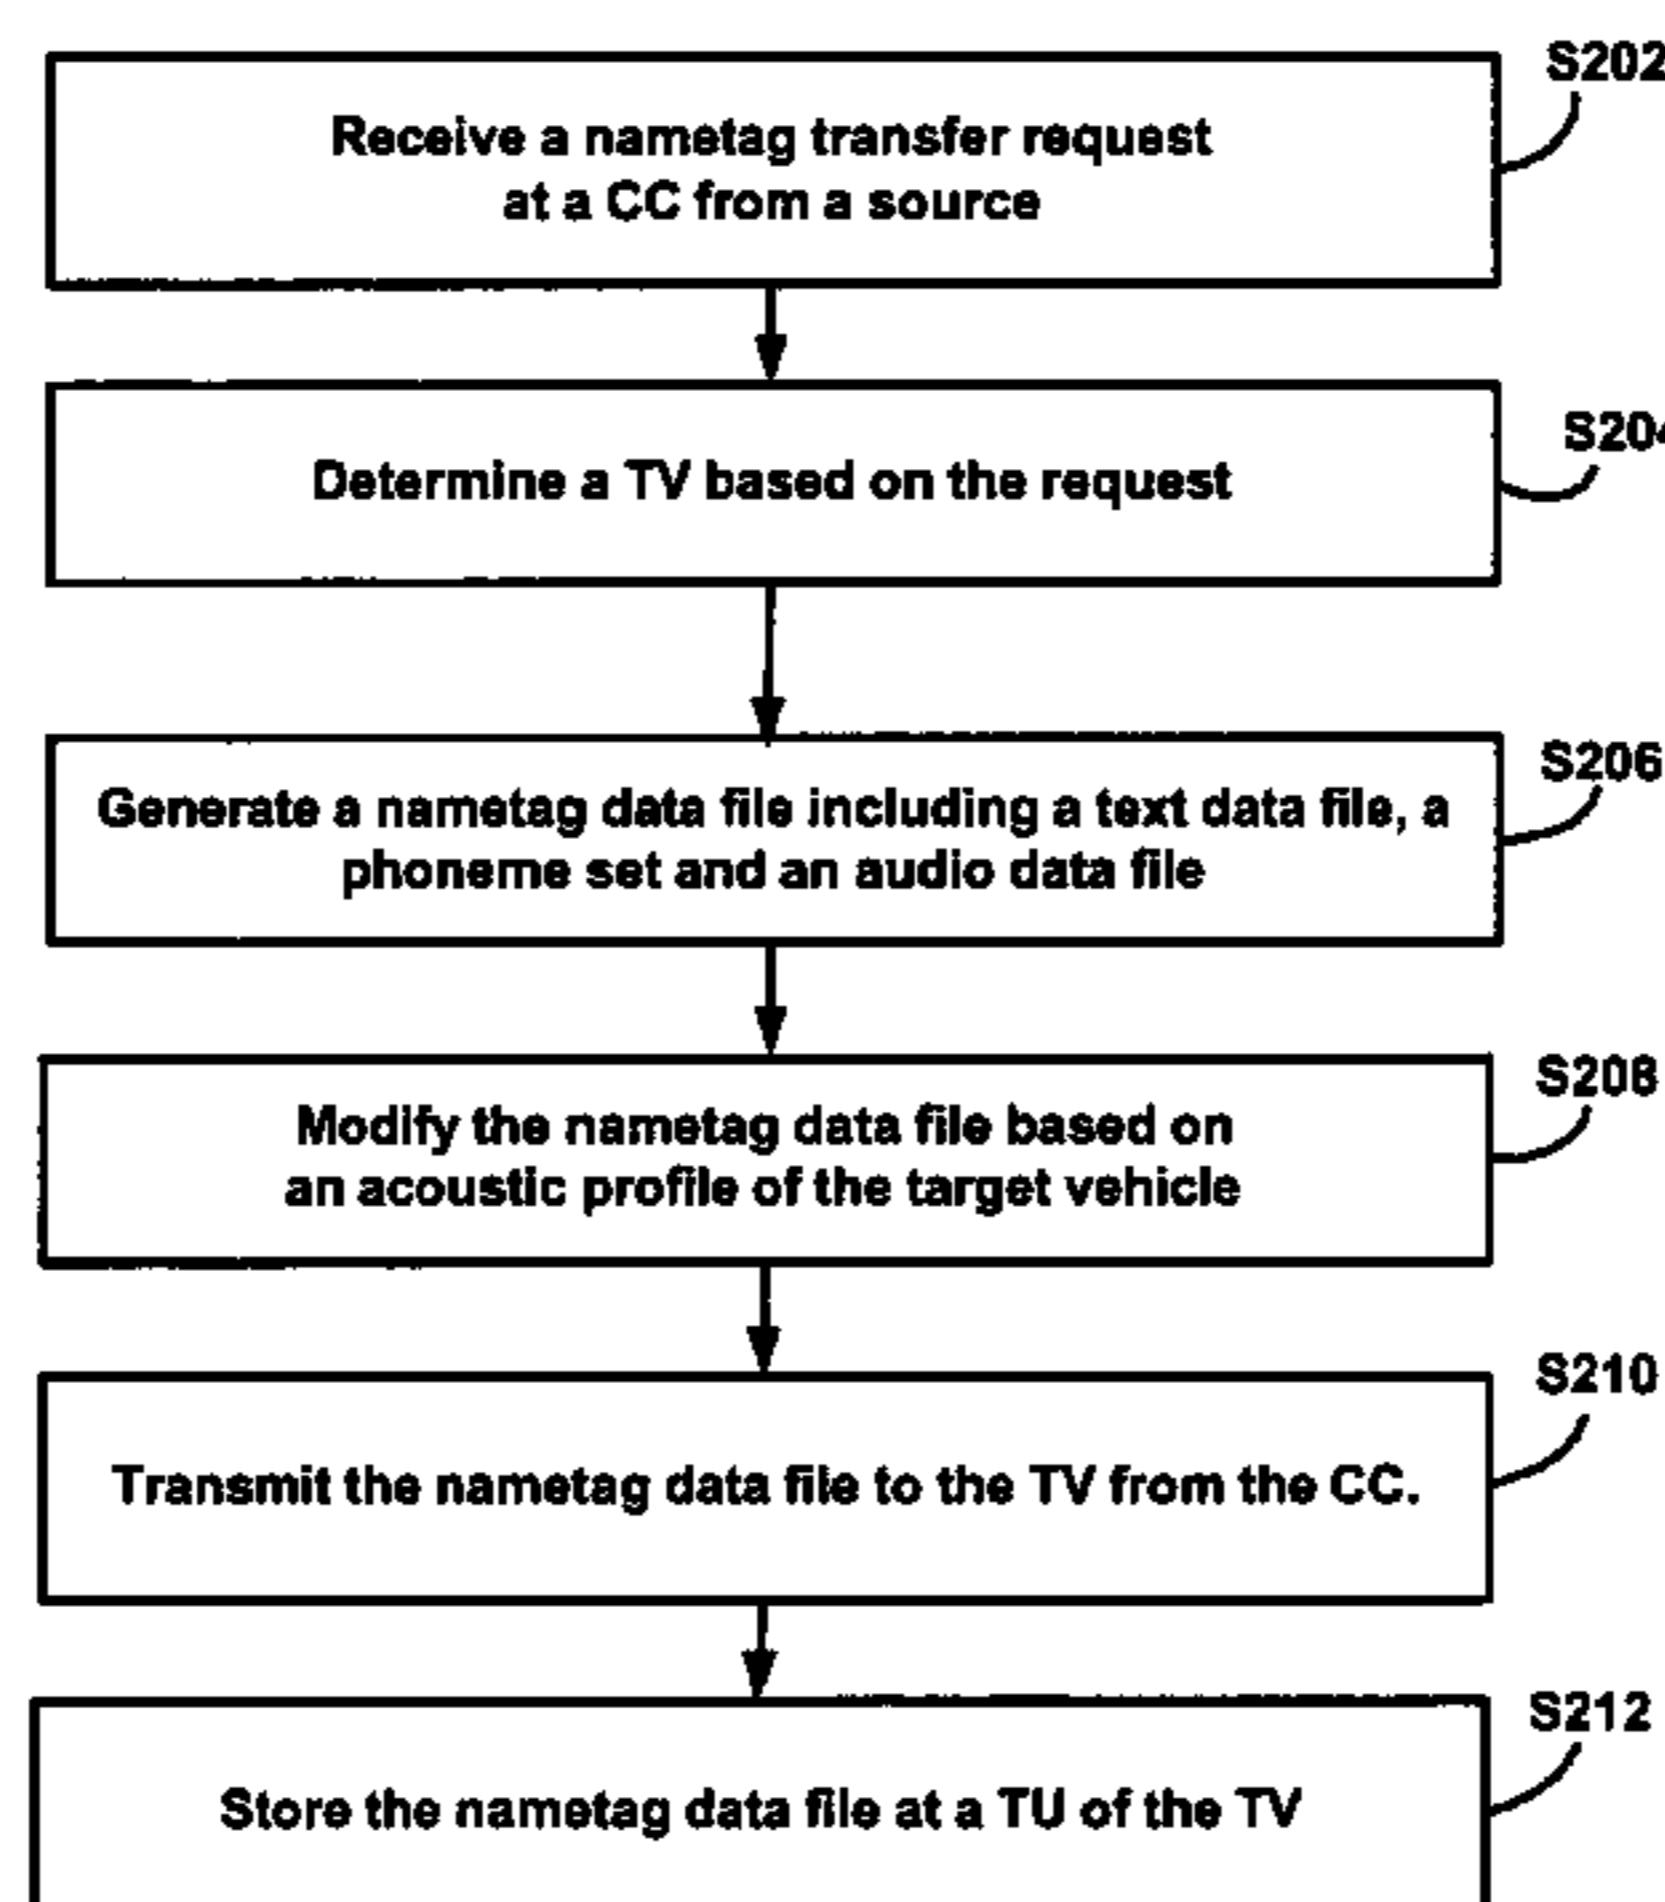 S202
Receive a nametag transfer request
at a CC from a source
S204
Determine a TV based on the request
S206
Generate a nametag data file including a text data file, a
phoneme set and an audio data file
S208
Modify the nametag data file based on
an acoustic profile of the target vehicle
S210
Transmit the nametag data file to the TV from the CC.
S212
Store the nametag data file at a TU of the TV